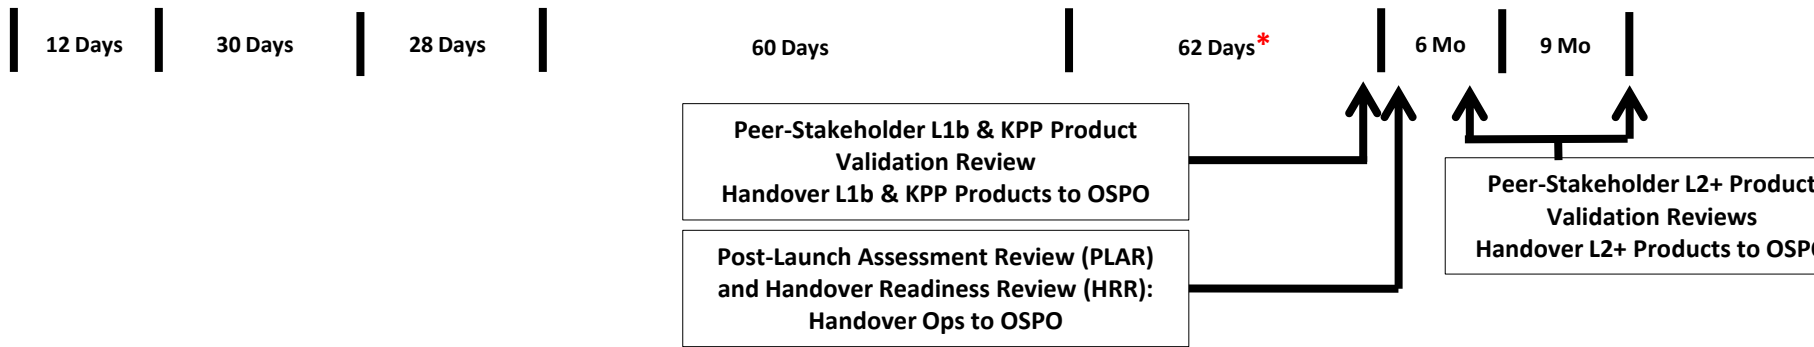 12 Days 30 Days 28 Days 60 Days 62 Days* 6 Mo 9 Mo
Peer-Stakeholder L1b & KPP Product
Validation Review
Handover L1b & KPP Products to OSPO
Post-Launch Assessment Review (PLAR)
and Handover Readiness Review (HRR):
Handover Ops to OSPO
Peer-Stakeholder L2+ Product
Validation Reviews
Handover L2+ Products to OSPO